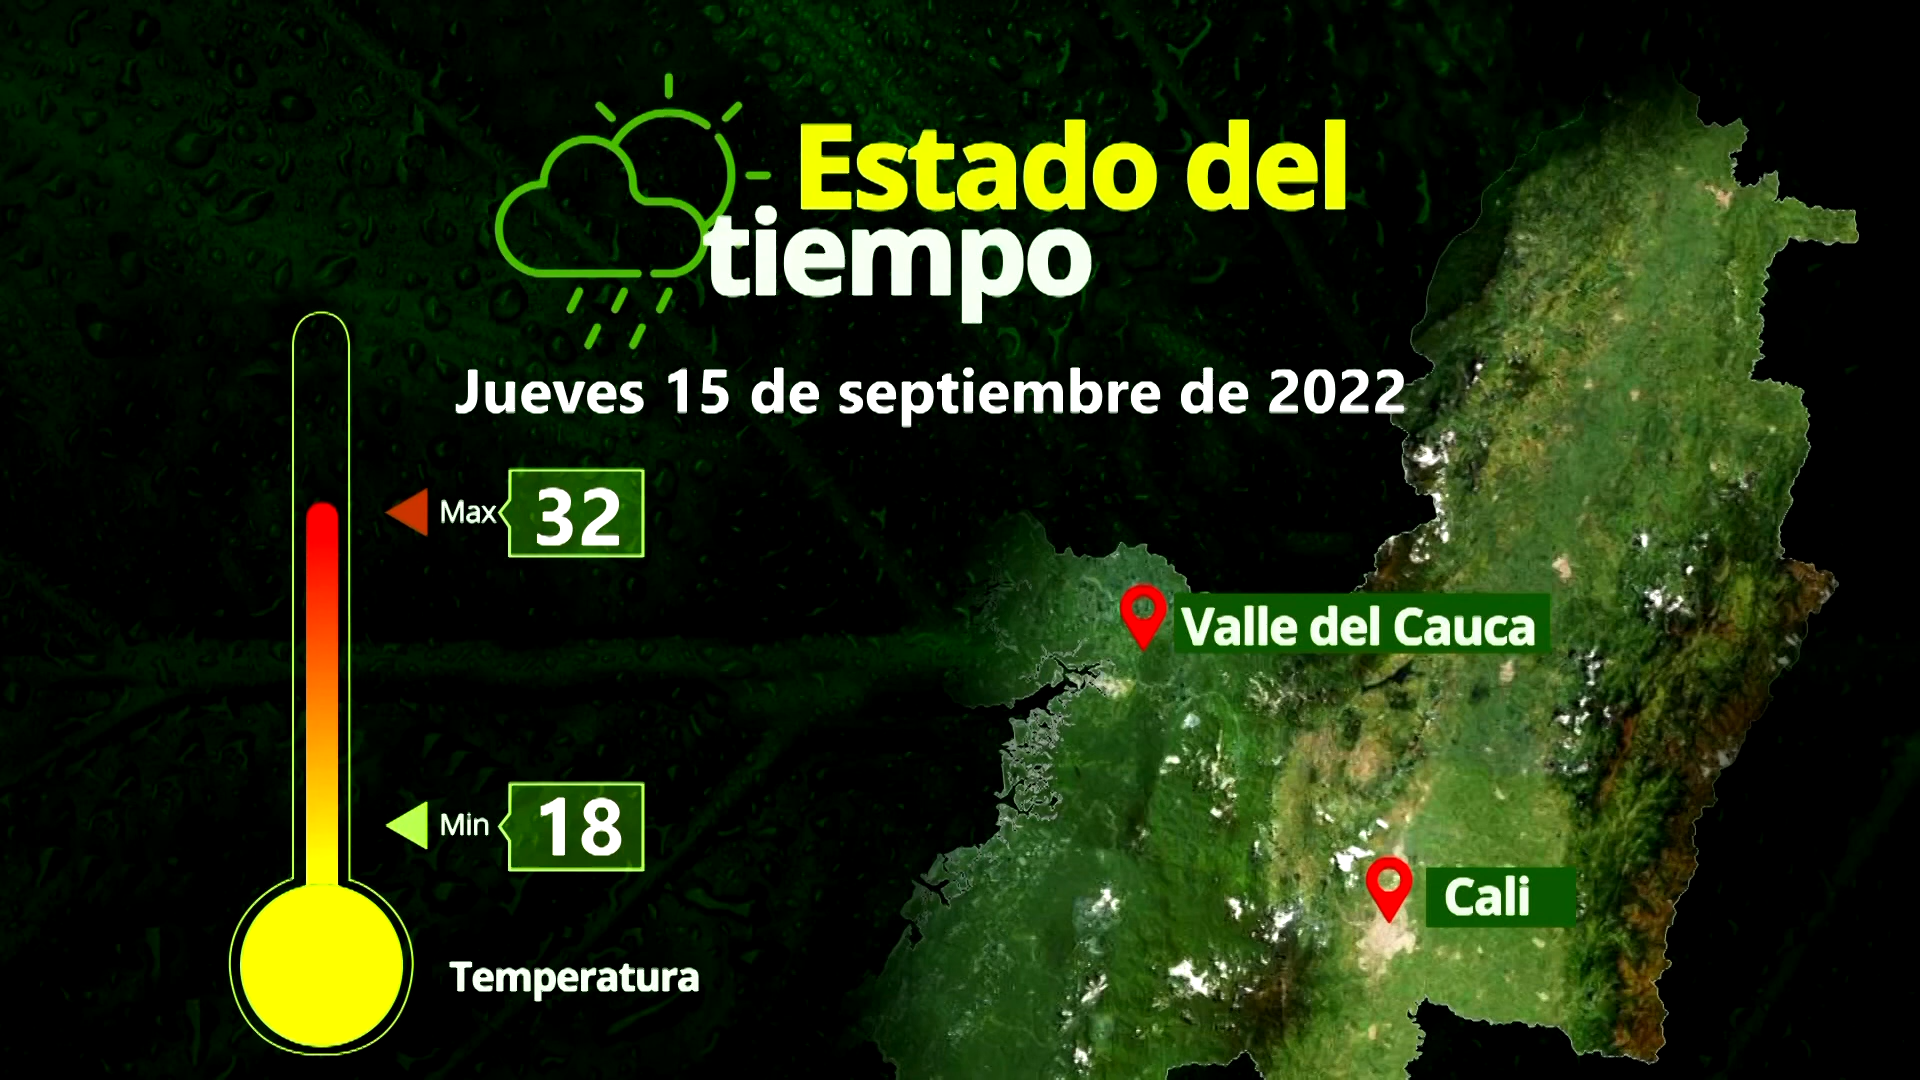 Estado del
tiempo
Jueves 15 de septiembre de 2022
Max 32
Valle del Cauca
Min 18
Cali
Temperatura